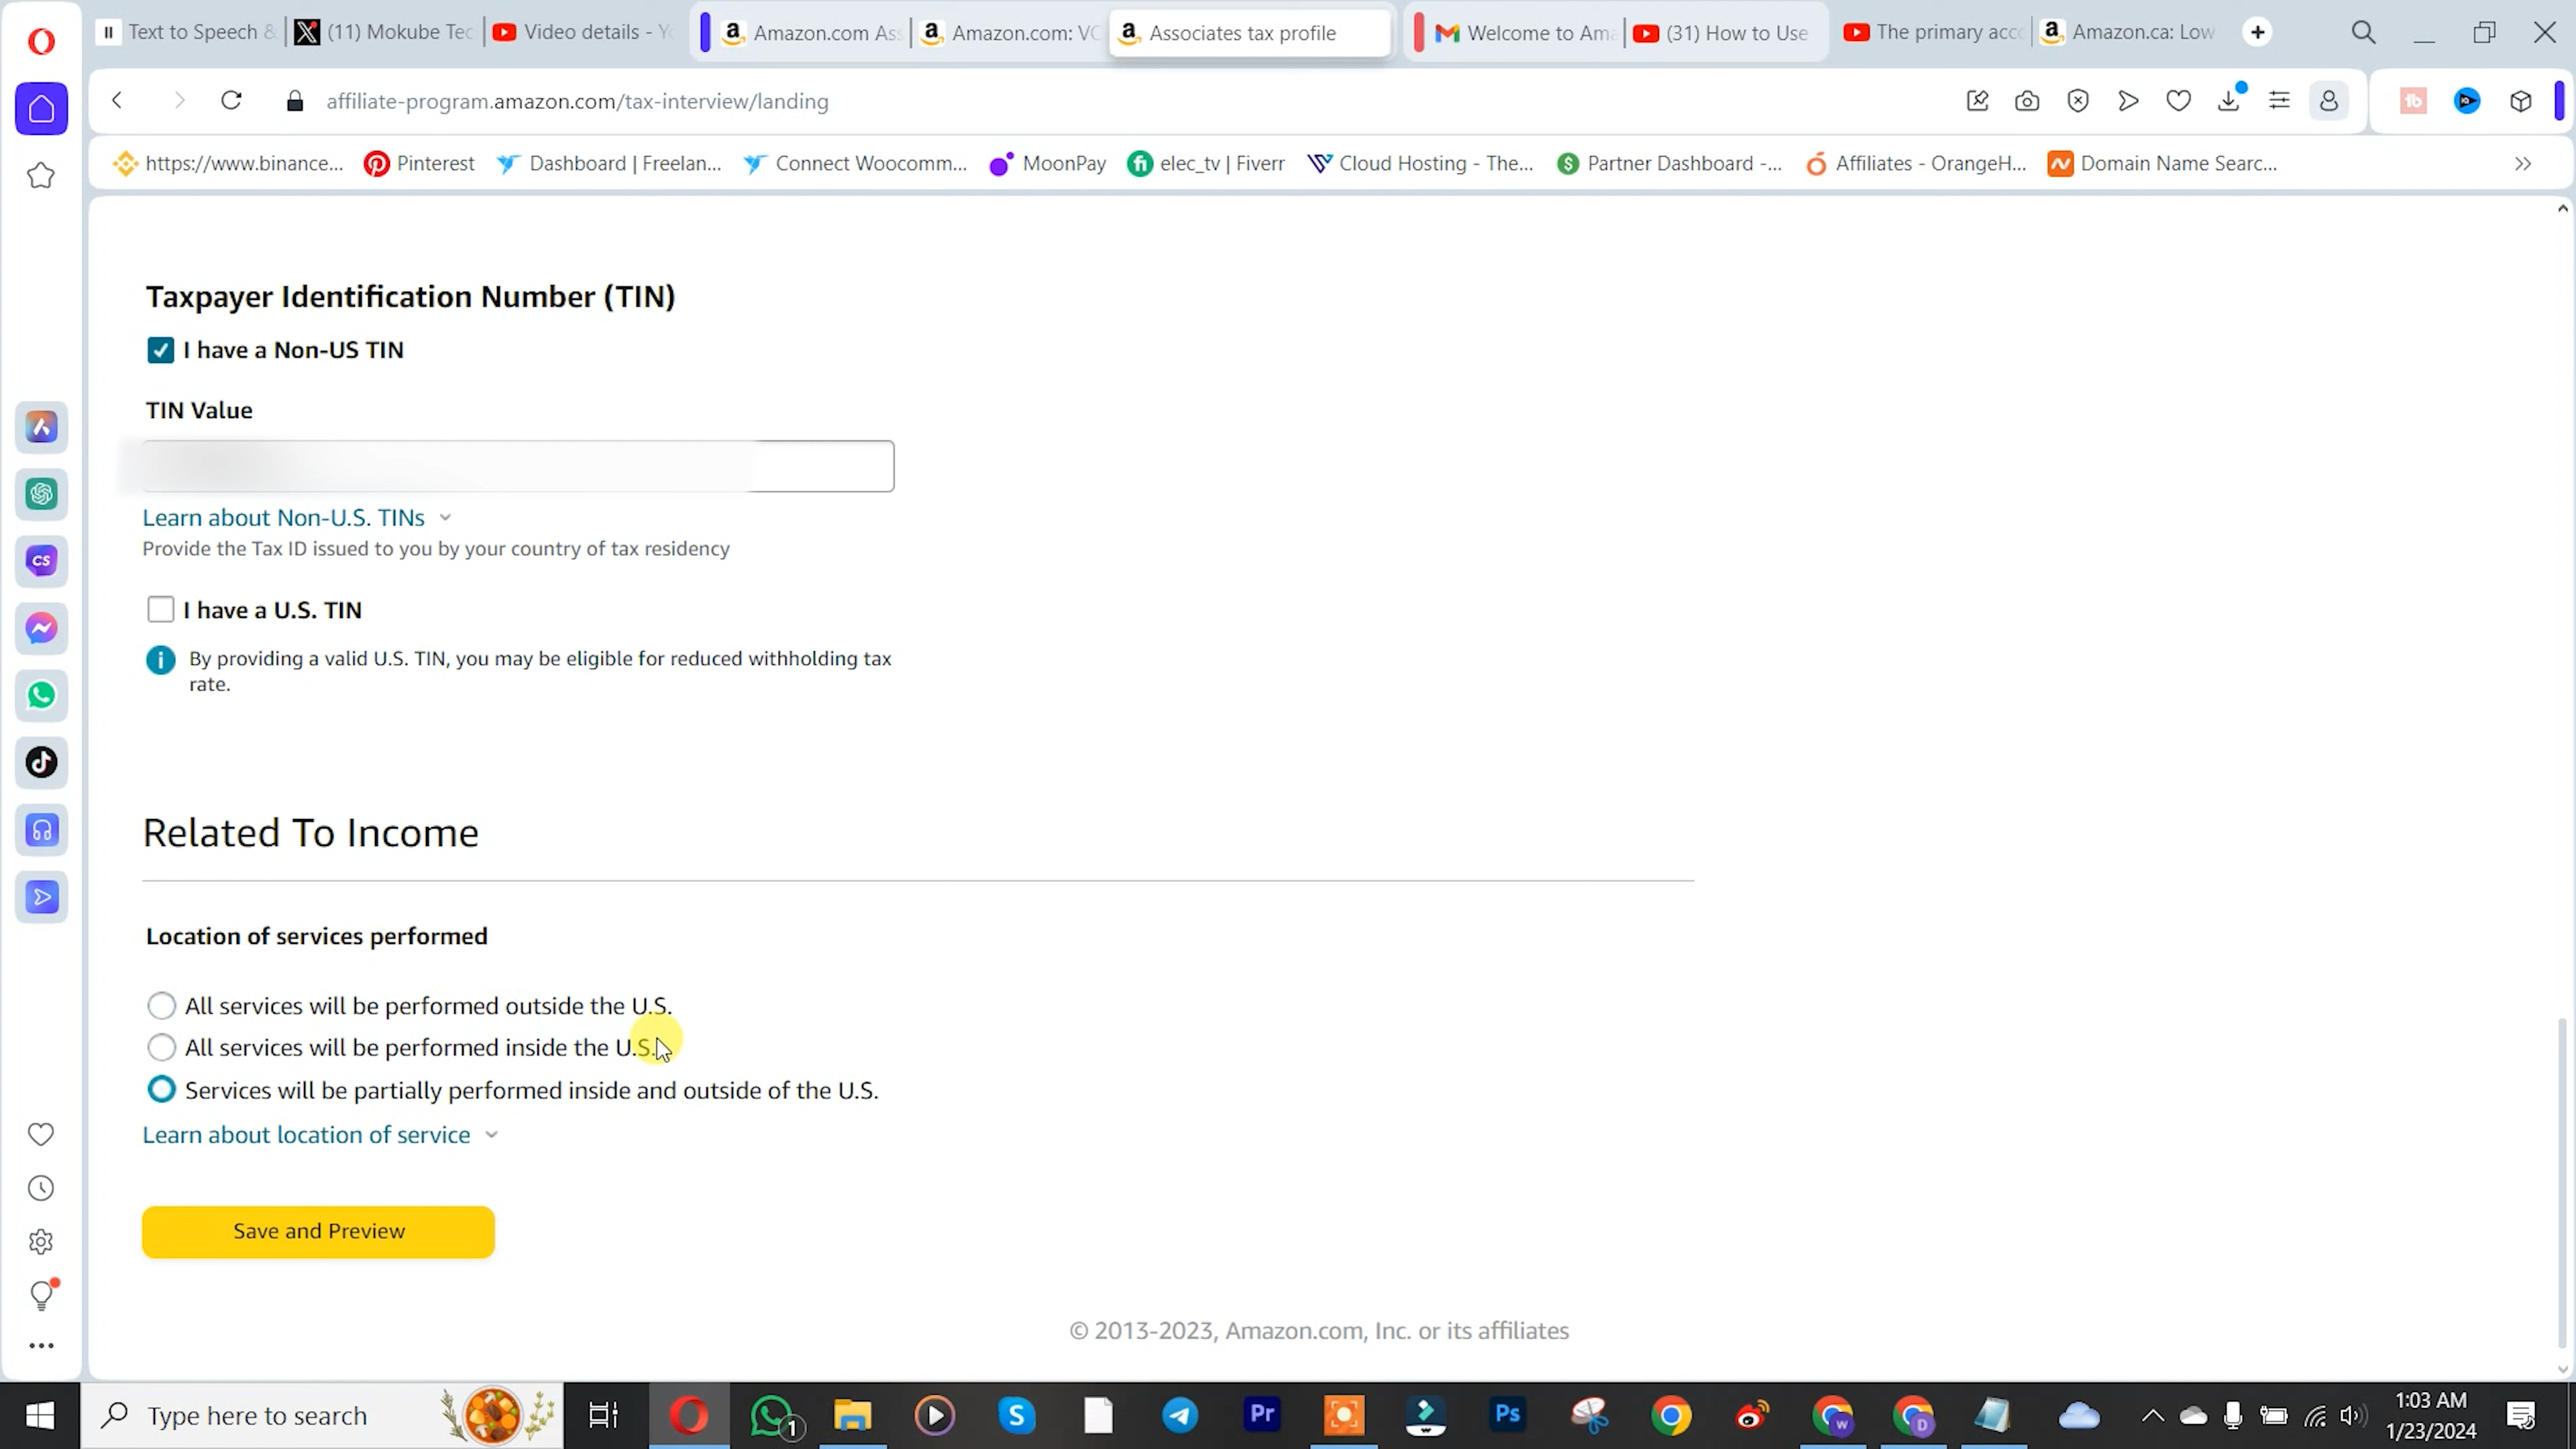 Text to Speech &
(11) Mokube Tec
Video details - Yo
Amazon.com Ass
Amazon.com: VC
Associates tax profile
Welcome to Ama
(31) How to Use
The primary acco
Amazon.ca: Low
affiliate-program.amazon.com/tax-interview/landing
https://www.binance...
Pinterest
Dashboard | Freelan...
Connect Woocomm...
MoonPay
elec_tv | Fiverr
Cloud Hosting - The...
Partner Dashboard -...
Affiliates - OrangeH...
Domain Name Searc...
Taxpayer Identification Number (TIN)
I have a Non-US TIN
TIN Value
Learn about Non-U.S. TINs
Provide the Tax ID issued to you by your country of tax residency
I have a U.S. TIN
By providing a valid U.S. TIN, you may be eligible for reduced withholding tax
rate.
Related To Income
Location of services performed
All services will be performed outside the U.S.
All services will be performed inside the U.S.
Services will be partially performed inside and outside of the U.S.
Learn about location of service
Save and Preview
© 2013-2023, Amazon.com, Inc. or its affiliates
Type here to search
1:03 AM
1/23/2024